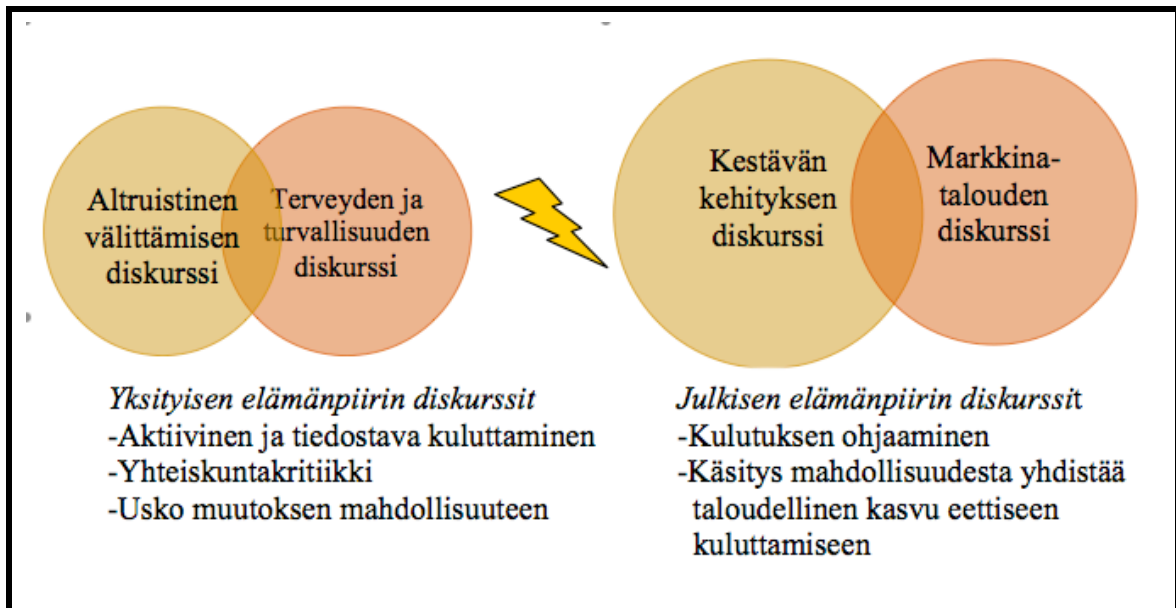 Altruistinen
välittämisen
diskurssi
Terveyden ja
turvallisuuden
diskurssi
Kestävän
kehityksen
diskurssi
Markkina-
talouden
diskurssi
Yksityisen elämänpiirin diskurssit
-Aktiivinen ja tiedostava kuluttaminen
-Yhteiskuntakritiikki
-Usko muutoksen mahdollisuuteen
Julkisen elämänpiirin diskurssit
-Kulutuksen ohjaaminen
-Käsitys mahdollisuudesta yhdistää
taloudellinen kasvu eettiseen
kuluttamiseen